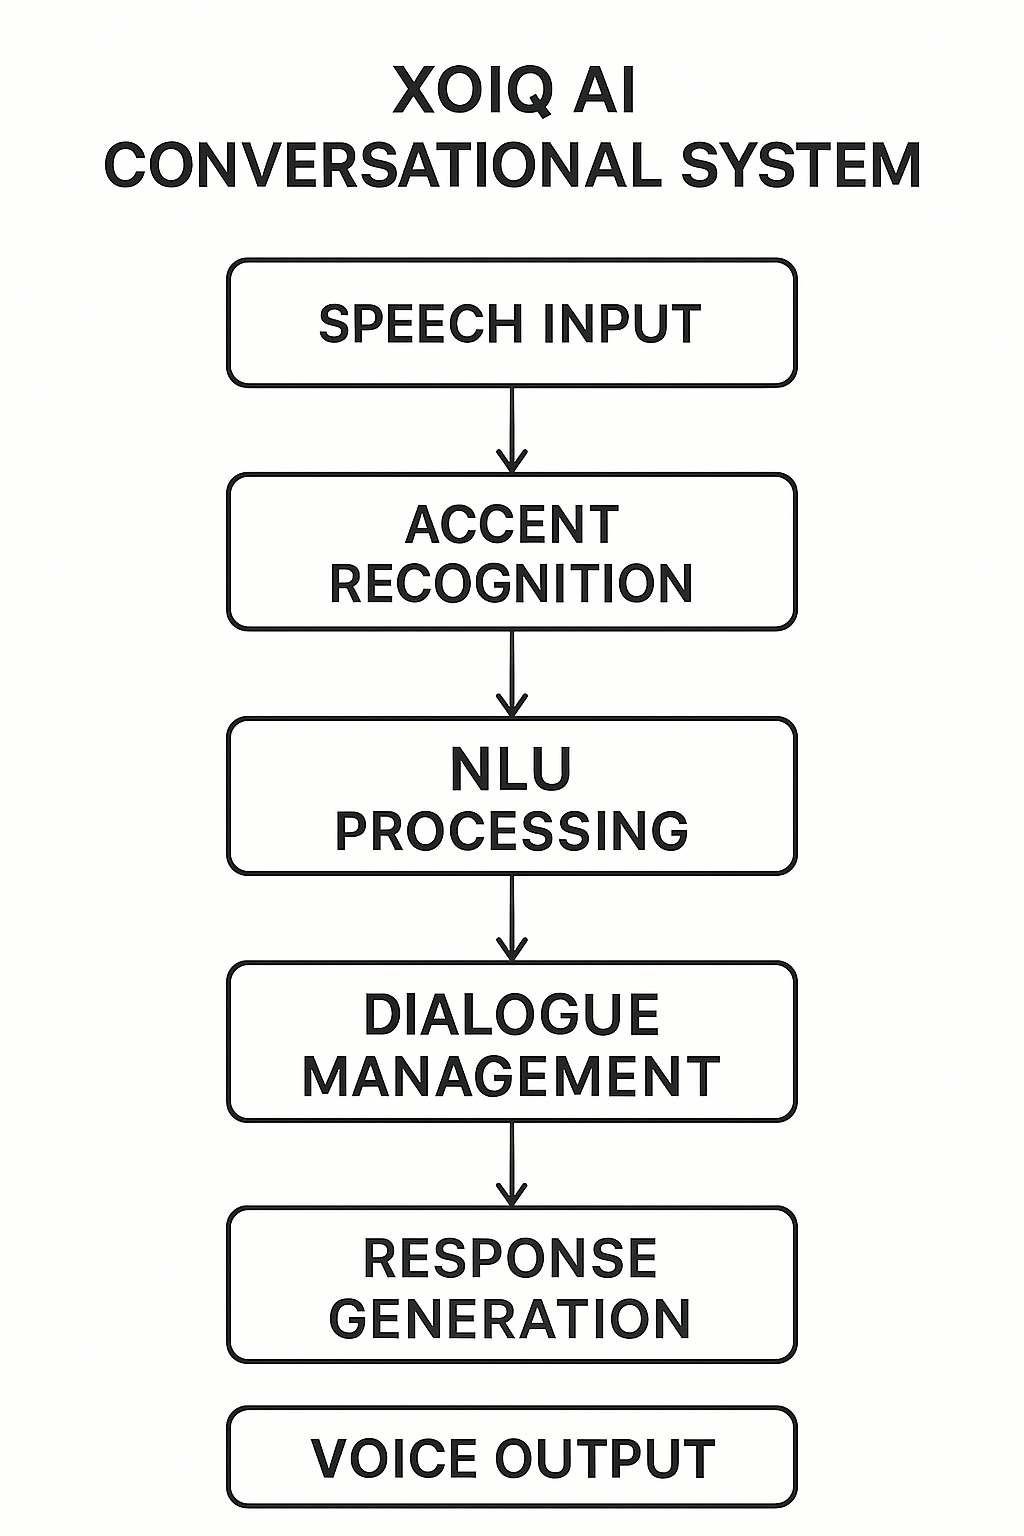 XOIQ AI
CONVERSATIONAL SYSTEM
SPEECH INPUT
ACCENT
RECOGNITION
NLU
PROCESSING
DIALOGUE
MANAGEMENT
RESPONSE
GENERATION
VOICE OUTPUT